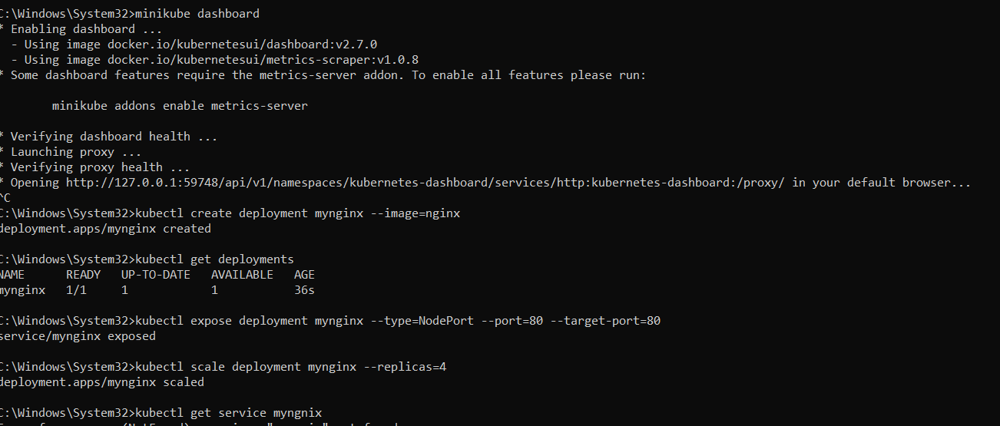 C:\Windows\System32>minikube dashboard
* Enabling dashboard ...
- Using image docker.io/kubernetesui/dashboard:v2.7.0
- Using image docker.io/kubernetesui/metrics-scraper:v1.0.8
* Some dashboard features require the metrics-server addon. To enable all features please run:
minikube addons enable metrics-server
* Verifying dashboard health ...
* Launching proxy ...
* Verifying proxy health ...
* Opening http://127.0.0.1:59748/api/v1/namespaces/kubernetes-dashboard/services/http:kubernetes-dashboard:/proxy/ in your default browser...
^C
C:\Windows\System32>kubectl create deployment mynginx --image=nginx
deployment.apps/mynginx created
C:\Windows\System32>kubectl get deployments
NAME READY UP-TO-DATE AVAILABLE AGE
mynginx 1/1 1 1 36s
C:\Windows\System32>kubectl expose deployment mynginx --type=NodePort --port=80 --target-port=80
service/mynginx exposed
C:\Windows\System32>kubectl scale deployment mynginx --replicas=4
deployment.apps/mynginx scaled
C:\Windows\System32>kubectl get service myngnix